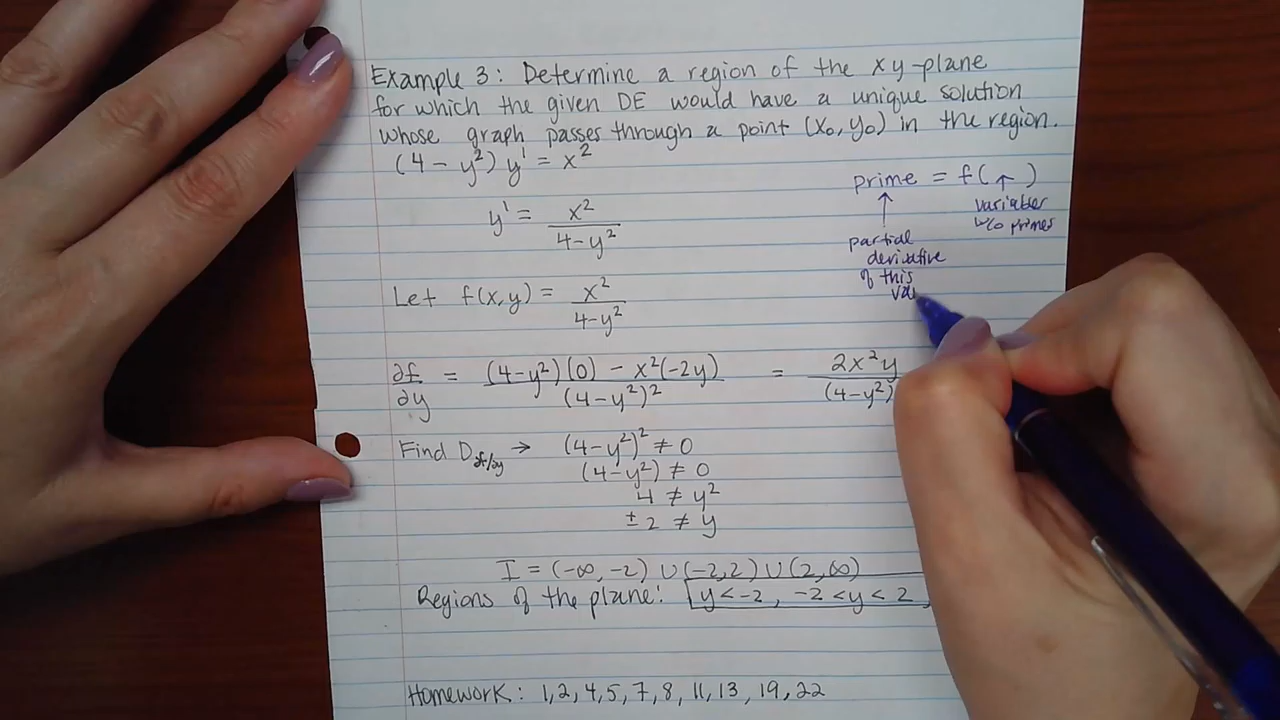 Example 3: Determine a region of the xy-plane
for which the given DE would have a unique solution
whose graph passes through a point (x₀, y₀) in the region.
(4 - y²) y' = x²
y' = x² / (4-y²)
Let f(x,y) = x² / (4-y²)
∂f/∂y = ((4-y²)(0) - x²(-2y)) / (4-y²)² = 2x²y / (4-y²)
Find D_∂f/∂y → (4-y²)² ≠ 0
(4-y²) ≠ 0
4 ≠ y²
±2 ≠ y
I = (-∞, -2) ∪ (-2,2) ∪ (2,∞)
Regions of the plane: y < -2, -2 < y < 2,
Homework: 1, 2, 4, 5, 7, 8, 11, 13, 19, 22
prime = f(↑)
variables
w/o primes
↑
partial
derivative
of this